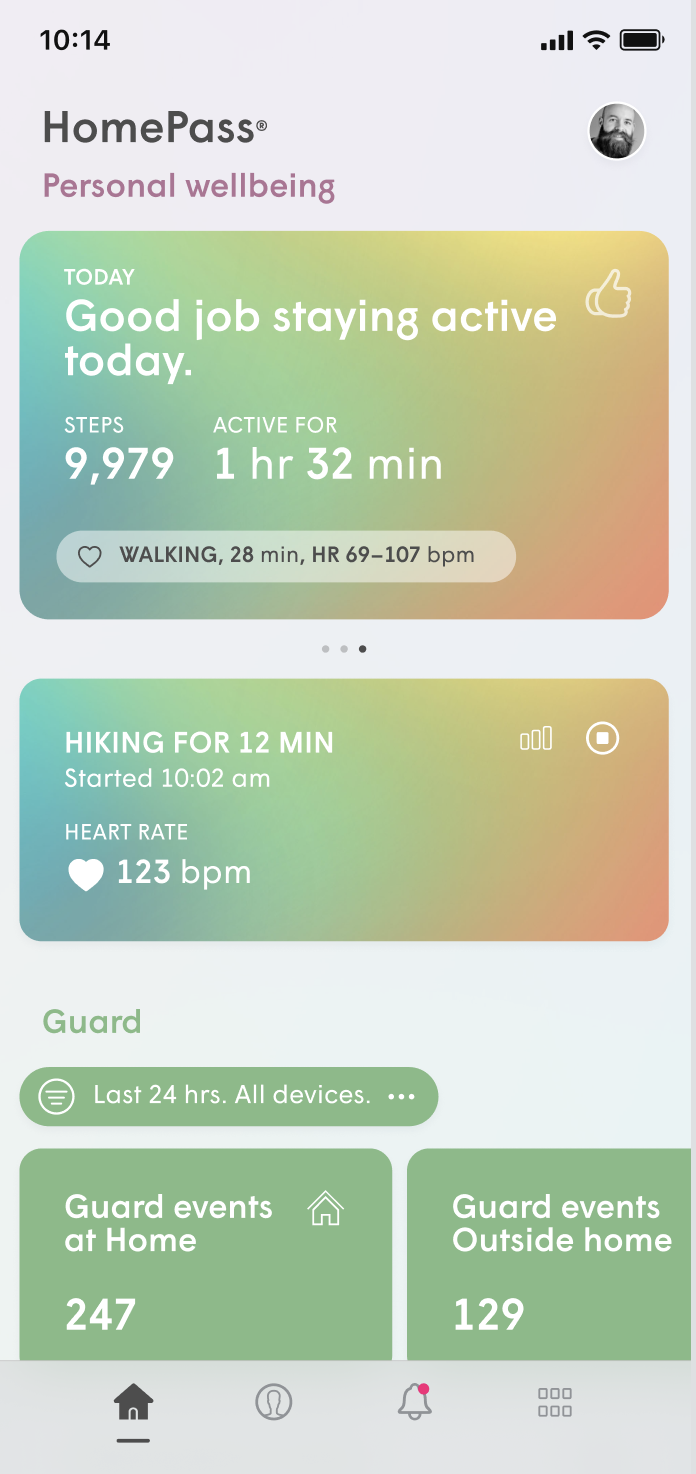 10:14
HomePass®
Personal wellbeing
TODAY
Good job staying active
today.
STEPS
ACTIVE FOR
9,979
1 hr 32 min
WALKING, 28 min, HR 69–107 bpm
HIKING FOR 12 MIN
Started 10:02 am
HEART RATE
123 bpm
Guard
Last 24 hrs. All devices. •••
Guard events
at Home
247
Guard events
Outside home
129